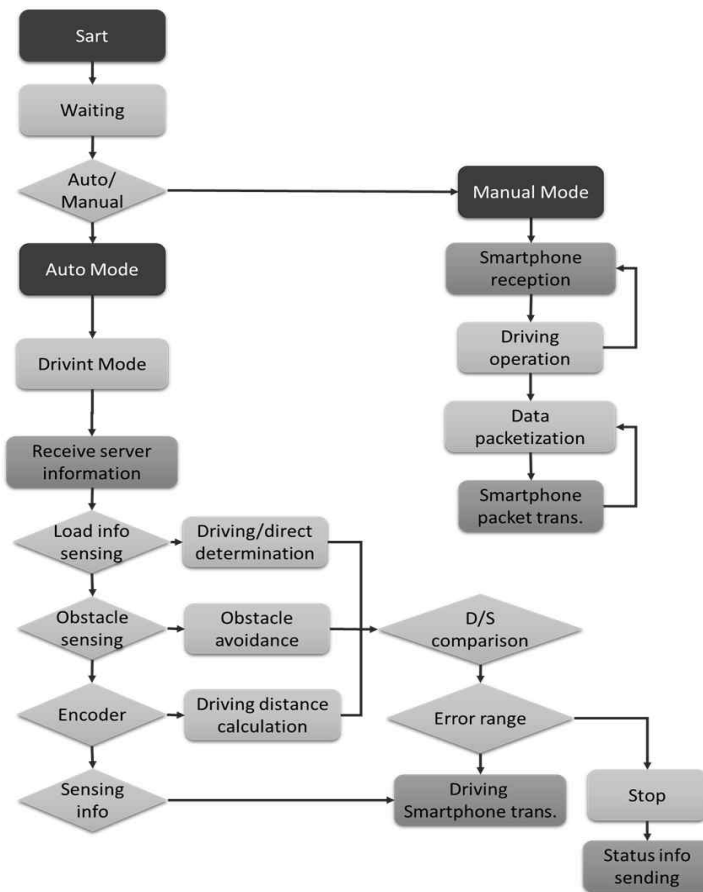 Sart
Waiting
Auto/
Manual
Manual Mode
Auto Mode
Smartphone
reception
Drivint Mode
Driving
operation
Data
packetization
Receive server
information
Smartphone
packet trans.
Load info
sensing
Driving/direct
determination
Obstacle
sensing
Obstacle
avoidance
D/S
comparison
Encoder
Driving distance
calculation
Error range
Sensing
info
Driving
Smartphone trans.
Stop
Status info
sending